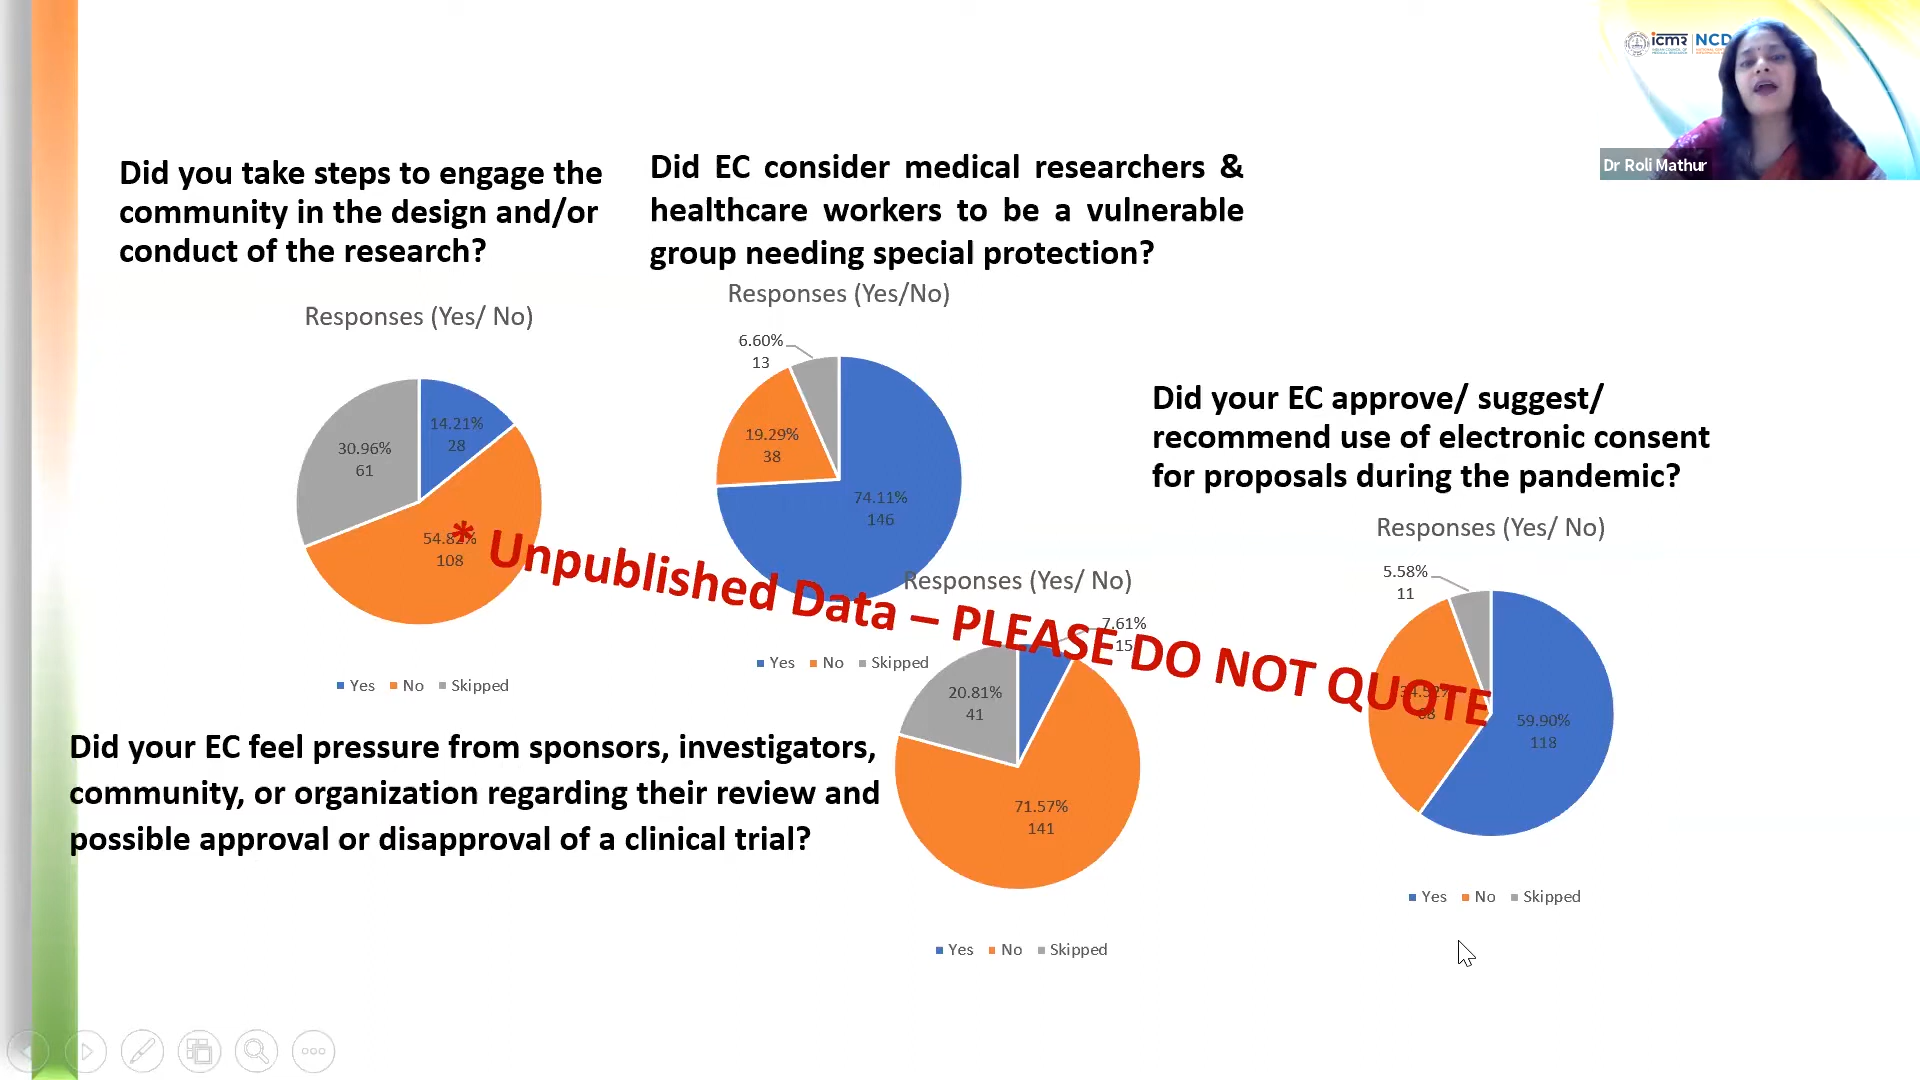 icmr NCD
Dr Roli Mathur
Did you take steps to engage the
community in the design and/or
conduct of the research?
Responses (Yes/ No)
14.21%
28
30.96%
61
54.82%
108
Yes No Skipped
Did EC consider medical researchers &
healthcare workers to be a vulnerable
group needing special protection?
Responses (Yes/No)
6.60%
13
19.29%
38
74.11%
146
Yes No Skipped
* Unpublished Data – PLEASE DO NOT QUOTE
Did your EC approve/ suggest/
recommend use of electronic consent
for proposals during the pandemic?
Responses (Yes/ No)
5.58%
11
34.52%
68
59.90%
118
Yes No Skipped
Did your EC feel pressure from sponsors, investigators,
community, or organization regarding their review and
possible approval or disapproval of a clinical trial?
Responses (Yes/ No)
7.61%
15
20.81%
41
71.57%
141
Yes No Skipped